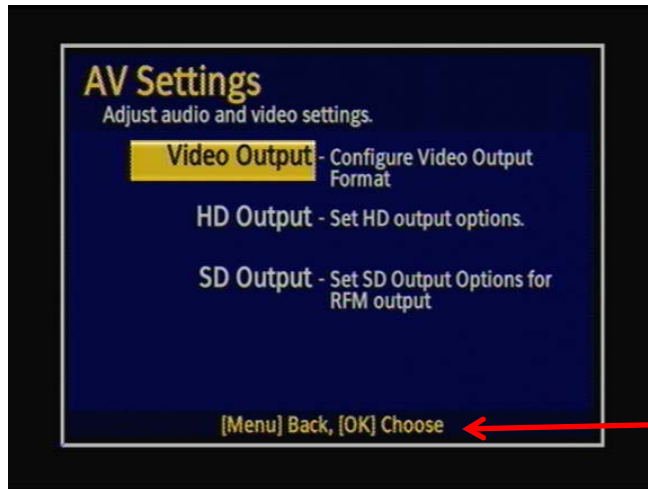 AV Settings
Adjust audio and video settings.
Video Output - Configure Video Output
Format
HD Output - Set HD output options.
SD Output - Set SD Output Options for
RFM output
[Menu] Back, [OK] Choose